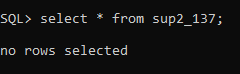 SQL> select * from sup2_137;
no rows selected